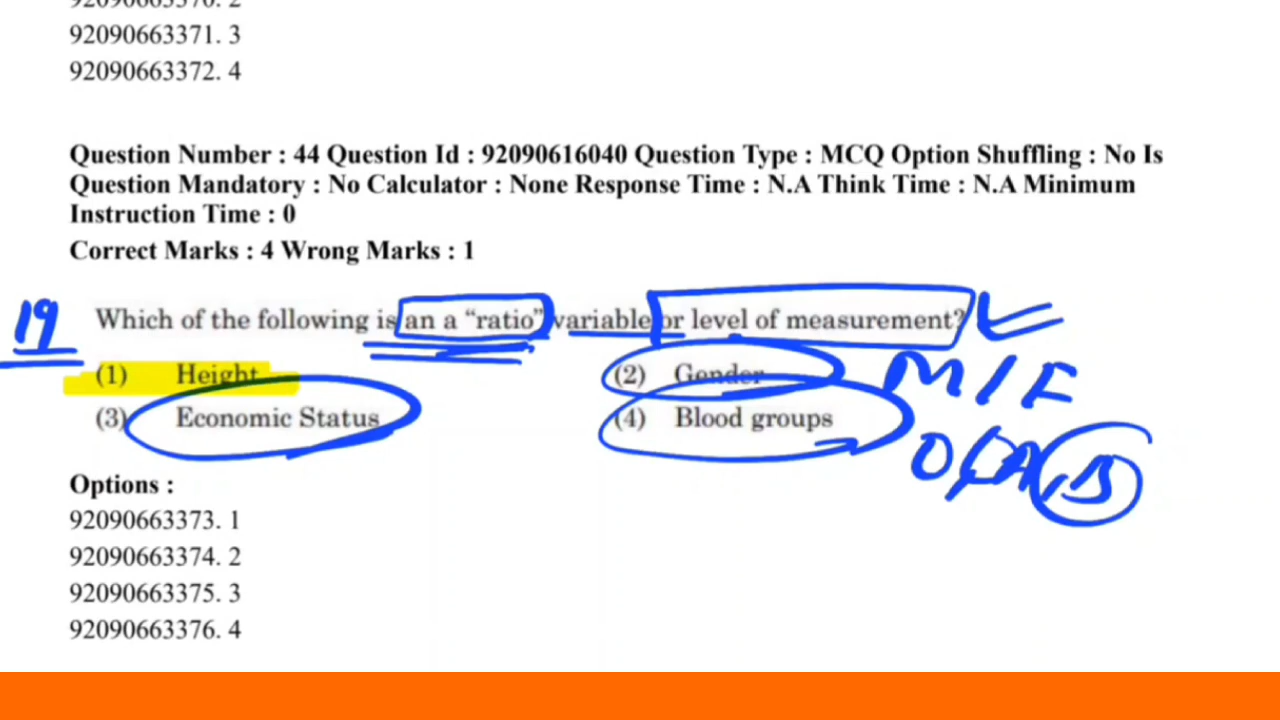 92090663370. 2
92090663371. 3
92090663372. 4
Question Number : 44 Question Id : 92090616040 Question Type : MCQ Option Shuffling : No Is
Question Mandatory : No Calculator : None Response Time : N.A Think Time : N.A Minimum
Instruction Time : 0
Correct Marks : 4 Wrong Marks : 1
19 Which of the following is an a “ratio” variable or level of measurement?
(1) Height (2) Gender M/F
(3) Economic Status (4) Blood groups
O, A, B
Options :
92090663373. 1
92090663374. 2
92090663375. 3
92090663376. 4